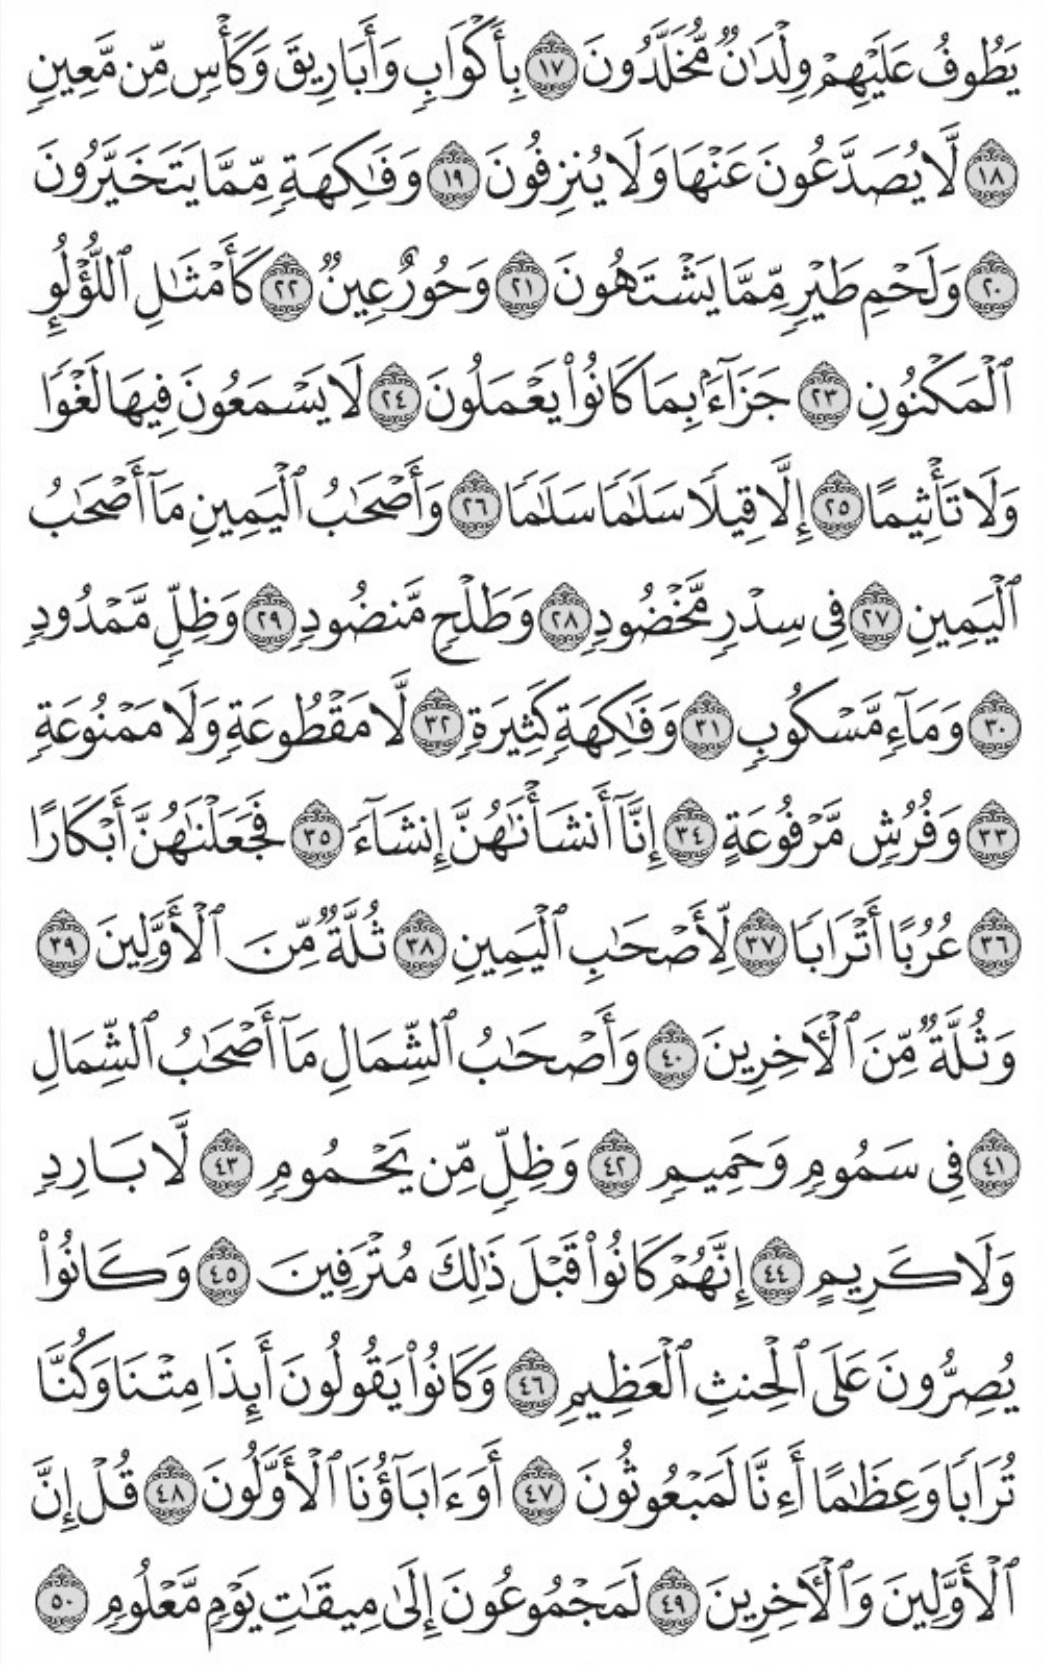 يَطُوفُ عَلَيْهِمْ وِلْدَٰنٌ مُّخَلَّدُونَ ١٧ بِأَكْوَابٍ وَأَبَارِيقَ وَكَأْسٍ مِّن مَّعِينٍ
١٨ لَّا يُصَدَّعُونَ عَنْهَا وَلَا يُنزِفُونَ ١٩ وَفَٰكِهَةٍ مِّمَّا يَتَخَيَّرُونَ
٢٠ وَلَحْمِ طَيْرٍ مِّمَّا يَشْتَهُونَ ٢١ وَحُورٌ عِينٌ ٢٢ كَأَمْثَٰلِ ٱللُّؤْلُؤِ
ٱلْمَكْنُونِ ٢٣ جَزَآءًۢ بِمَا كَانُوا۟ يَعْمَلُونَ ٢٤ لَا يَسْمَعُونَ فِيهَا لَغْوًا
وَلَا تَأْثِيمًا ٢٥ إِلَّا قِيلًا سَلَٰمًا سَلَٰمًا ٢٦ وَأَصْحَٰبُ ٱلْيَمِينِ مَآ أَصْحَٰبُ
ٱلْيَمِينِ ٢٧ فِى سِدْرٍ مَّخْضُودٍ ٢٨ وَطَلْحٍ مَّنضُودٍ ٢٩ وَظِلٍّ مَّمْدُودٍ
٣٠ وَمَآءٍ مَّسْكُوبٍ ٣١ وَفَٰكِهَةٍ كَثِيرَةٍ ٣٢ لَّا مَقْطُوعَةٍ وَلَا مَمْنُوعَةٍ
٣٣ وَفُرُشٍ مَّرْفُوعَةٍ ٣٤ إِنَّآ أَنشَأْنَٰهُنَّ إِنشَآءً ٣٥ فَجَعَلْنَٰهُنَّ أَبْكَارًا
٣٦ عُرُبًا أَتْرَابًا ٣٧ لِّأَصْحَٰبِ ٱلْيَمِينِ ٣٨ ثُلَّةٌ مِّنَ ٱلْأَوَّلِينَ ٣٩
وَثُلَّةٌ مِّنَ ٱلْـَٔاخِرِينَ ٤٠ وَأَصْحَٰبُ ٱلشِّمَالِ مَآ أَصْحَٰبُ ٱلشِّمَالِ
٤١ فِى سَمُومٍ وَحَمِيمٍ ٤٢ وَظِلٍّ مِّن يَحْمُومٍ ٤٣ لَّا بَارِدٍ
وَلَا كَرِيمٍ ٤٤ إِنَّهُمْ كَانُوا۟ قَبْلَ ذَٰلِكَ مُتْرَفِينَ ٤٥ وَكَانُوا۟
يُصِرُّونَ عَلَى ٱلْحِنثِ ٱلْعَظِيمِ ٤٦ وَكَانُوا۟ يَقُولُونَ أَئِذَا مِتْنَا وَكُنَّا
تُرَابًا وَعِظَٰمًا أَءِنَّا لَمَبْعُوثُونَ ٤٧ أَوَءَابَآؤُنَا ٱلْأَوَّلُونَ ٤٨ قُلْ إِنَّ
ٱلْأَوَّلِينَ وَٱلْـَٔاخِرِينَ ٤٩ لَمَجْمُوعُونَ إِلَىٰ مِيقَٰتِ يَوْمٍ مَّعْلُومٍ ٥٠